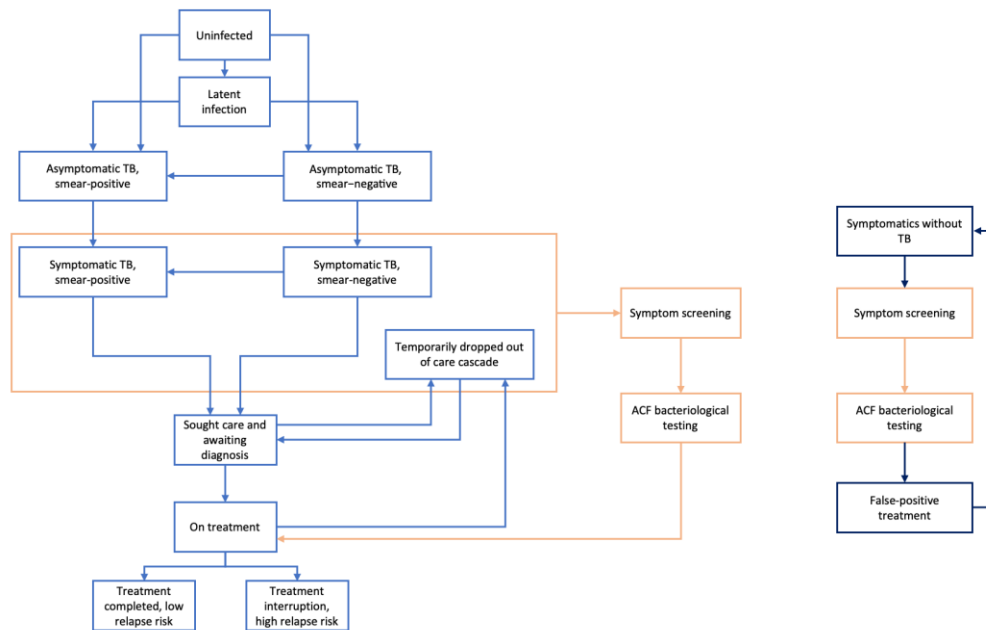 Uninfected
Latent
infection
Asymptomatic TB,
smear-positive
Asymptomatic TB,
smear–negative
Symptomatic TB,
smear-positive
Symptomatic TB,
smear-negative
Temporarily dropped out
of care cascade
Sought care and
awaiting
diagnosis
On treatment
Treatment
completed, low
relapse risk
Treatment
interruption,
high relapse risk
Symptom screening
ACF bacteriological
testing
Symptomatics without
TB
Symptom screening
ACF bacteriological
testing
False-positive
treatment